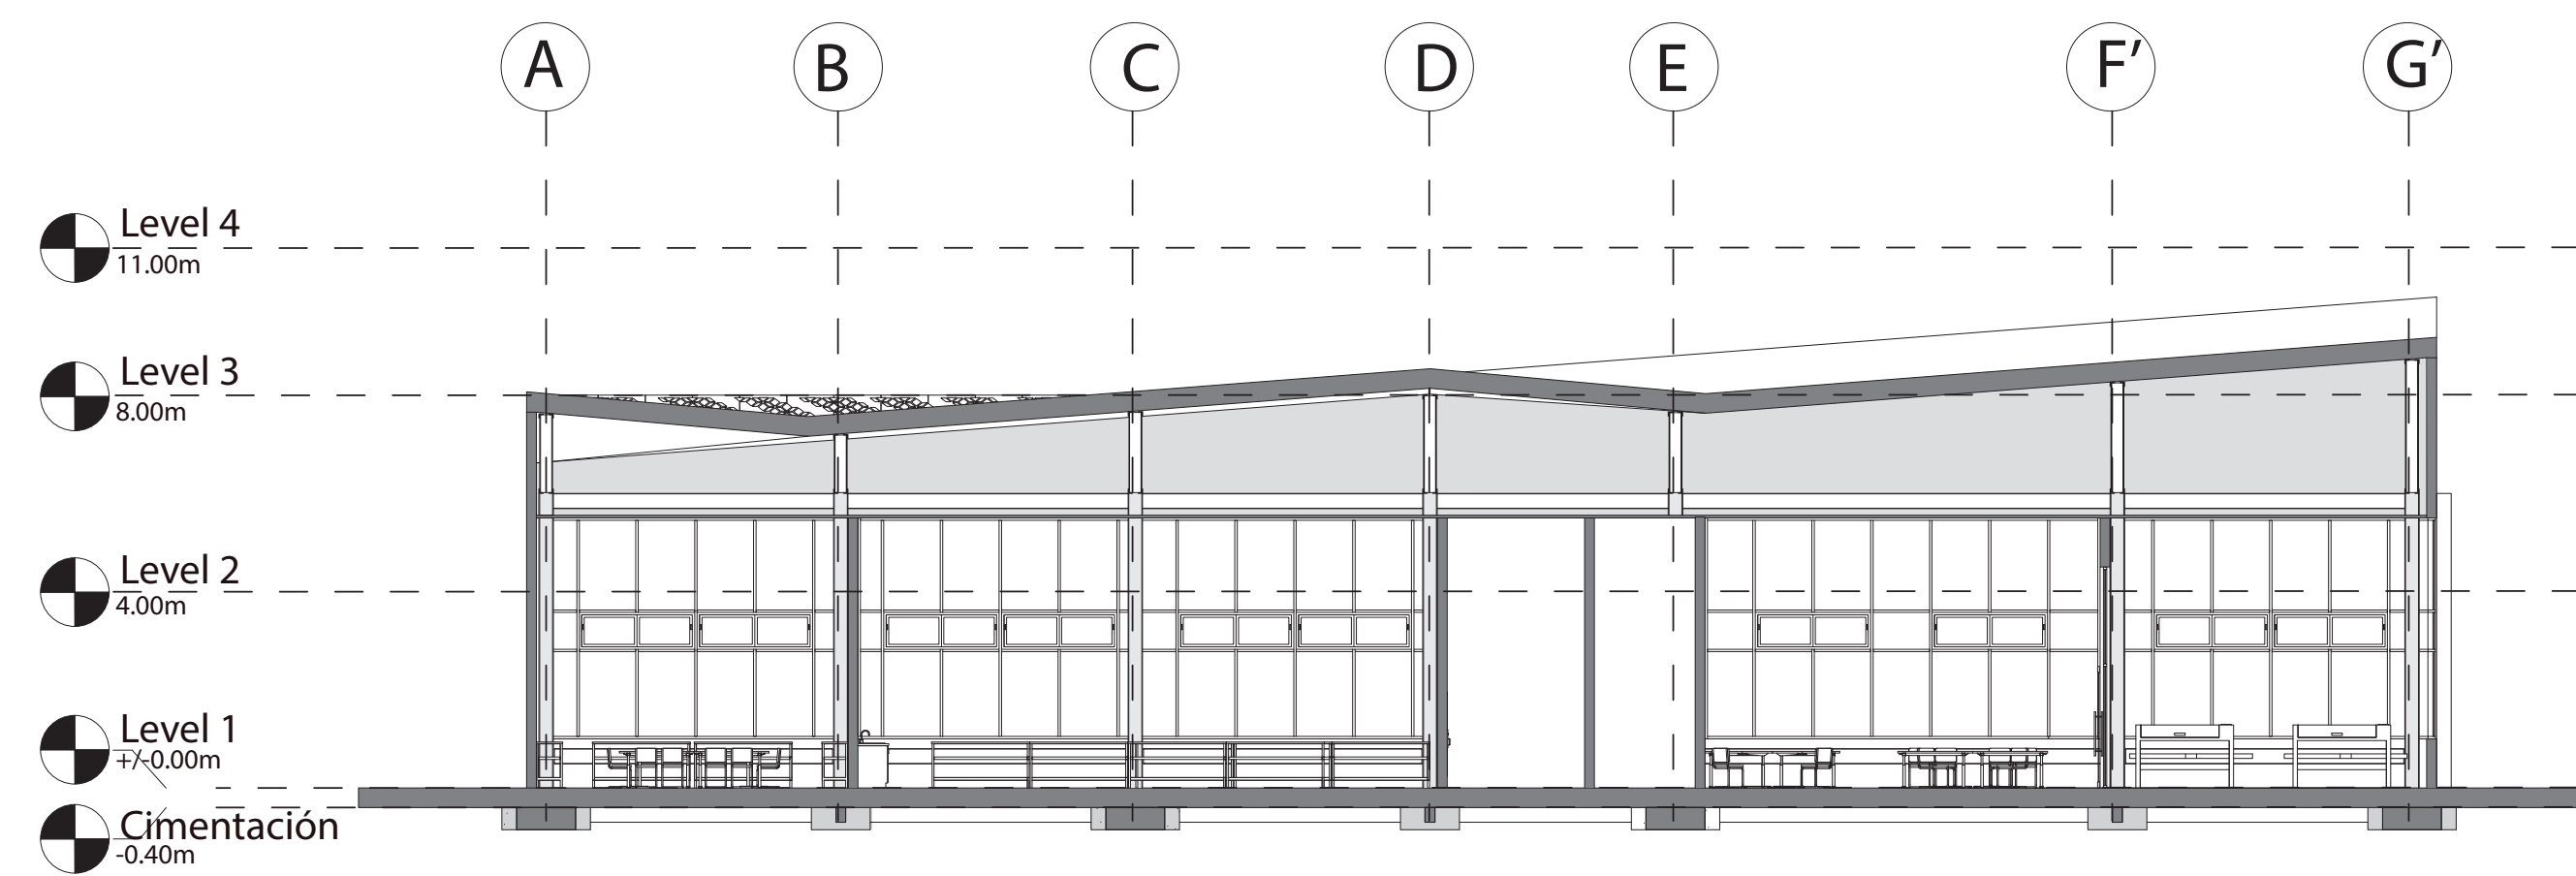 A B C D E F’ G’
Level 4
11.00m
Level 3
8.00m
Level 2
4.00m
Level 1
+/-0.00m
Cimentación
-0.40m